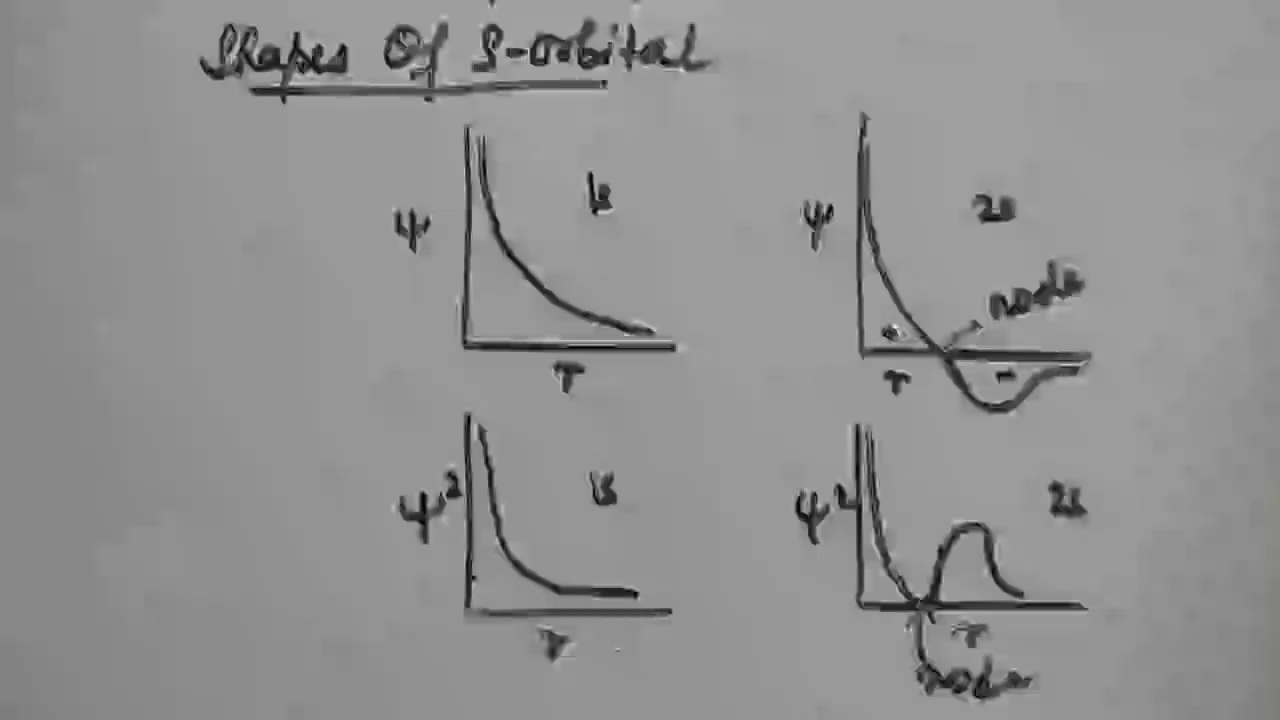 Shapes Of S-orbital
ψ 1s
r
ψ 2s
node
+ -
r
ψ² 1s
r
ψ² 2s
r
node